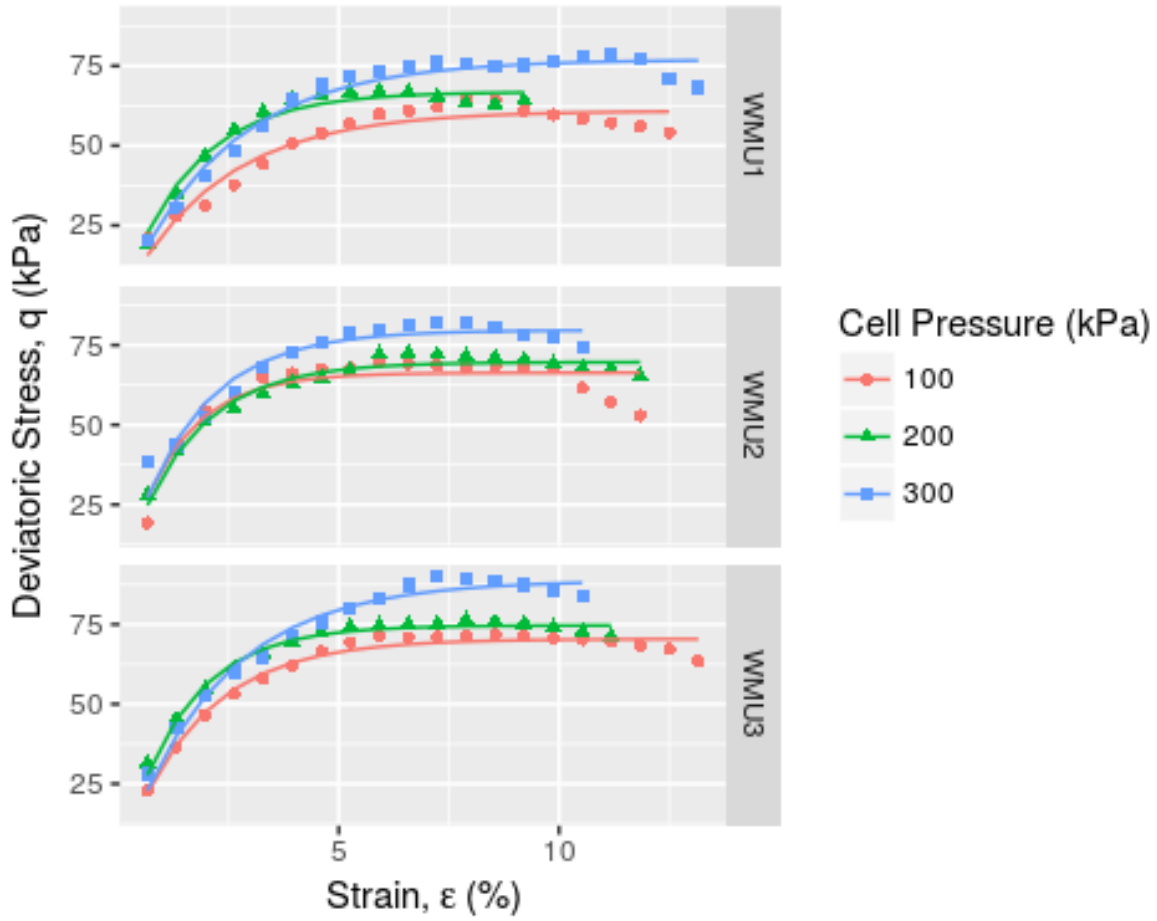 Deviatoric Stress, q (kPa)
75
50
25
WMU1
75
50
25
WMU2
75
50
25
WMU3
5
10
Strain, ε (%)
Cell Pressure (kPa)
100
200
300